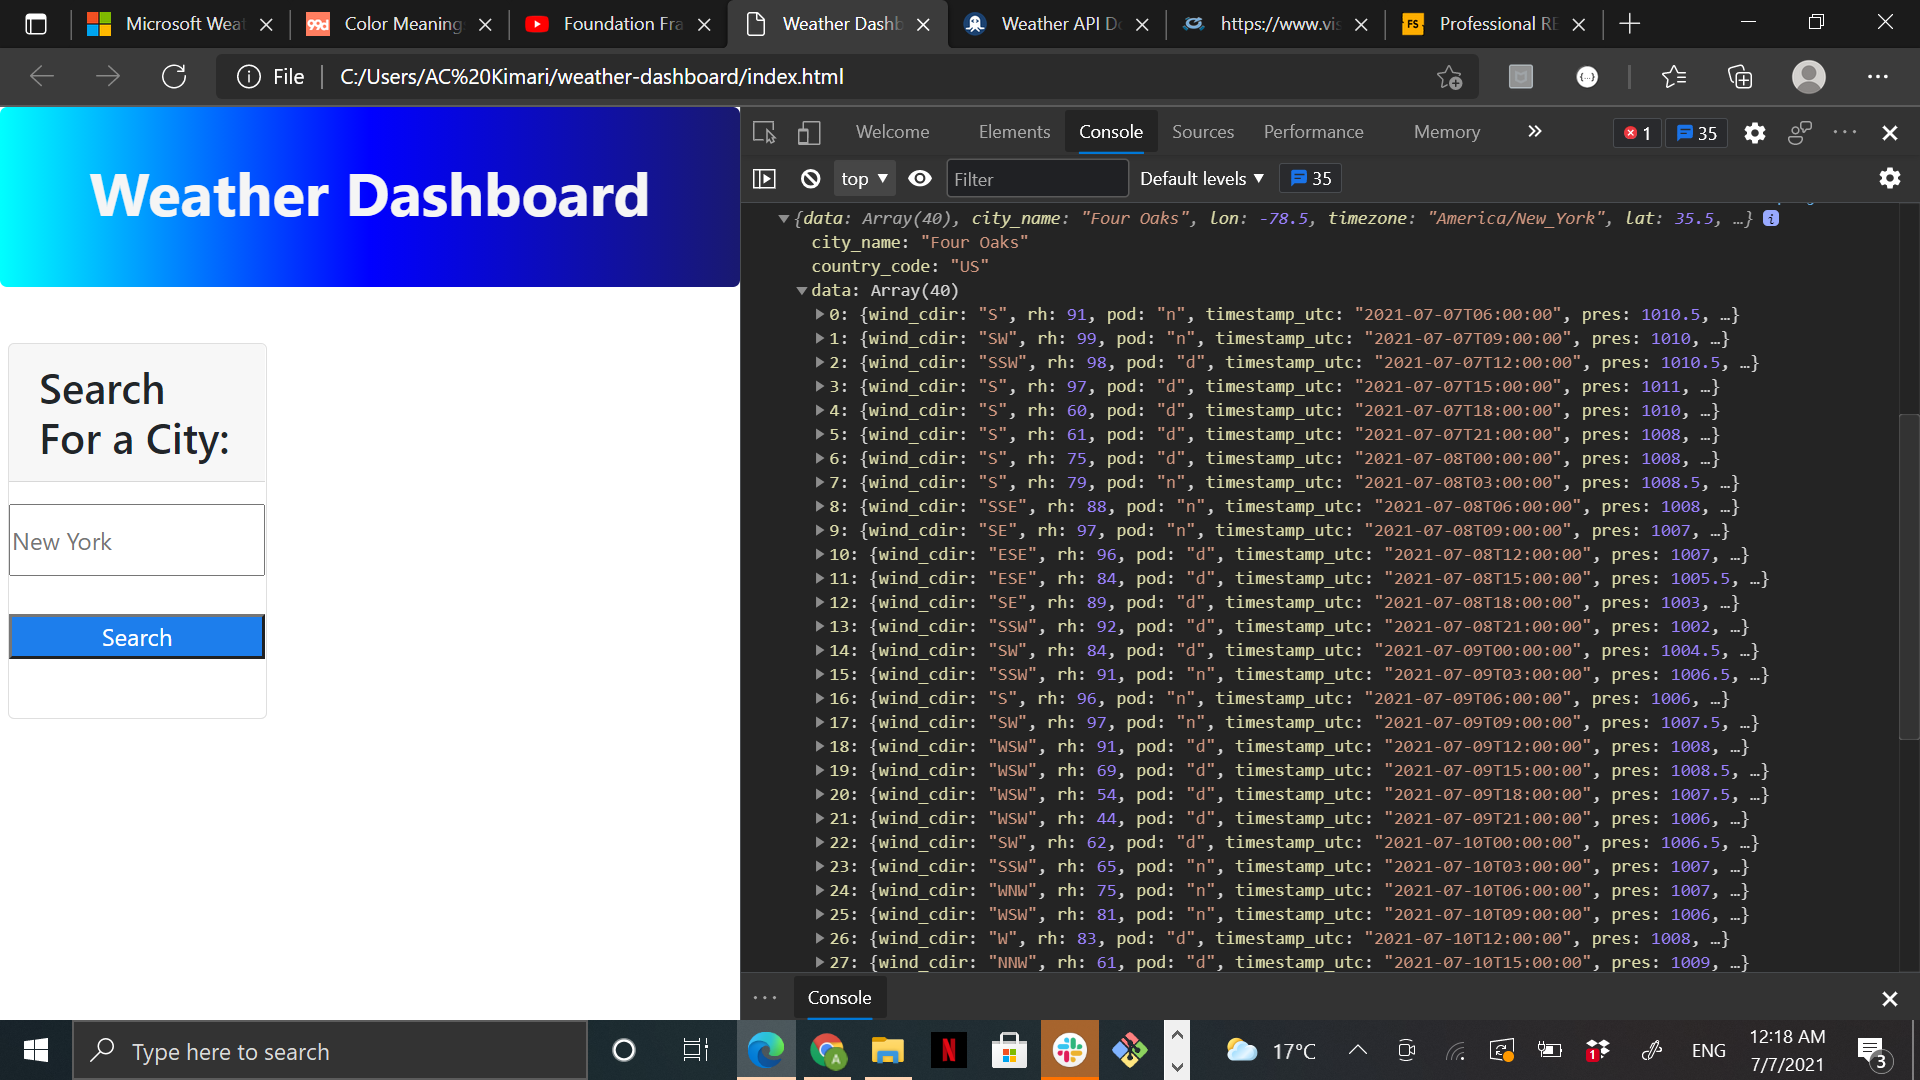 Microsoft Weat
Color Meaning
Foundation Fra
Weather Dashb
Weather API Do
https://www.vis
Professional RE
File
C:/Users/AC%20Kimari/weather-dashboard/index.html
Weather Dashboard
Search
For a City:
New York
Search
Welcome
Elements
Console
Sources
Performance
Memory
1
35
top
Filter
Default levels
35
{data: Array(40), city_name: "Four Oaks", lon: -78.5, timezone: "America/New_York", lat: 35.5, …}
city_name: "Four Oaks"
country_code: "US"
data: Array(40)
0: {wind_cdir: "S", rh: 91, pod: "n", timestamp_utc: "2021-07-07T06:00:00", pres: 1010.5, …}
1: {wind_cdir: "SW", rh: 99, pod: "n", timestamp_utc: "2021-07-07T09:00:00", pres: 1010, …}
2: {wind_cdir: "SSW", rh: 98, pod: "d", timestamp_utc: "2021-07-07T12:00:00", pres: 1010.5, …}
3: {wind_cdir: "S", rh: 97, pod: "d", timestamp_utc: "2021-07-07T15:00:00", pres: 1011, …}
4: {wind_cdir: "S", rh: 60, pod: "d", timestamp_utc: "2021-07-07T18:00:00", pres: 1010, …}
5: {wind_cdir: "S", rh: 61, pod: "d", timestamp_utc: "2021-07-07T21:00:00", pres: 1008, …}
6: {wind_cdir: "S", rh: 75, pod: "d", timestamp_utc: "2021-07-08T00:00:00", pres: 1008, …}
7: {wind_cdir: "S", rh: 79, pod: "n", timestamp_utc: "2021-07-08T03:00:00", pres: 1008.5, …}
8: {wind_cdir: "SSE", rh: 88, pod: "n", timestamp_utc: "2021-07-08T06:00:00", pres: 1008, …}
9: {wind_cdir: "SE", rh: 97, pod: "n", timestamp_utc: "2021-07-08T09:00:00", pres: 1007, …}
10: {wind_cdir: "ESE", rh: 96, pod: "d", timestamp_utc: "2021-07-08T12:00:00", pres: 1007, …}
11: {wind_cdir: "ESE", rh: 84, pod: "d", timestamp_utc: "2021-07-08T15:00:00", pres: 1005.5, …}
12: {wind_cdir: "SE", rh: 89, pod: "d", timestamp_utc: "2021-07-08T18:00:00", pres: 1003, …}
13: {wind_cdir: "SSW", rh: 92, pod: "d", timestamp_utc: "2021-07-08T21:00:00", pres: 1002, …}
14: {wind_cdir: "SW", rh: 84, pod: "d", timestamp_utc: "2021-07-09T00:00:00", pres: 1004.5, …}
15: {wind_cdir: "SSW", rh: 91, pod: "n", timestamp_utc: "2021-07-09T03:00:00", pres: 1006.5, …}
16: {wind_cdir: "S", rh: 96, pod: "n", timestamp_utc: "2021-07-09T06:00:00", pres: 1006, …}
17: {wind_cdir: "SW", rh: 97, pod: "n", timestamp_utc: "2021-07-09T09:00:00", pres: 1007.5, …}
18: {wind_cdir: "WSW", rh: 91, pod: "d", timestamp_utc: "2021-07-09T12:00:00", pres: 1008, …}
19: {wind_cdir: "WSW", rh: 69, pod: "d", timestamp_utc: "2021-07-09T15:00:00", pres: 1008.5, …}
20: {wind_cdir: "WSW", rh: 54, pod: "d", timestamp_utc: "2021-07-09T18:00:00", pres: 1007.5, …}
21: {wind_cdir: "WSW", rh: 44, pod: "d", timestamp_utc: "2021-07-09T21:00:00", pres: 1006, …}
22: {wind_cdir: "SW", rh: 62, pod: "d", timestamp_utc: "2021-07-10T00:00:00", pres: 1006.5, …}
23: {wind_cdir: "SSW", rh: 65, pod: "n", timestamp_utc: "2021-07-10T03:00:00", pres: 1007, …}
24: {wind_cdir: "WNW", rh: 75, pod: "n", timestamp_utc: "2021-07-10T06:00:00", pres: 1007, …}
25: {wind_cdir: "WSW", rh: 81, pod: "n", timestamp_utc: "2021-07-10T09:00:00", pres: 1006, …}
26: {wind_cdir: "W", rh: 83, pod: "d", timestamp_utc: "2021-07-10T12:00:00", pres: 1008, …}
27: {wind_cdir: "NNW", rh: 61, pod: "d", timestamp_utc: "2021-07-10T15:00:00", pres: 1009, …}
Console
Type here to search
17°C
ENG
12:18 AM
7/7/2021
3